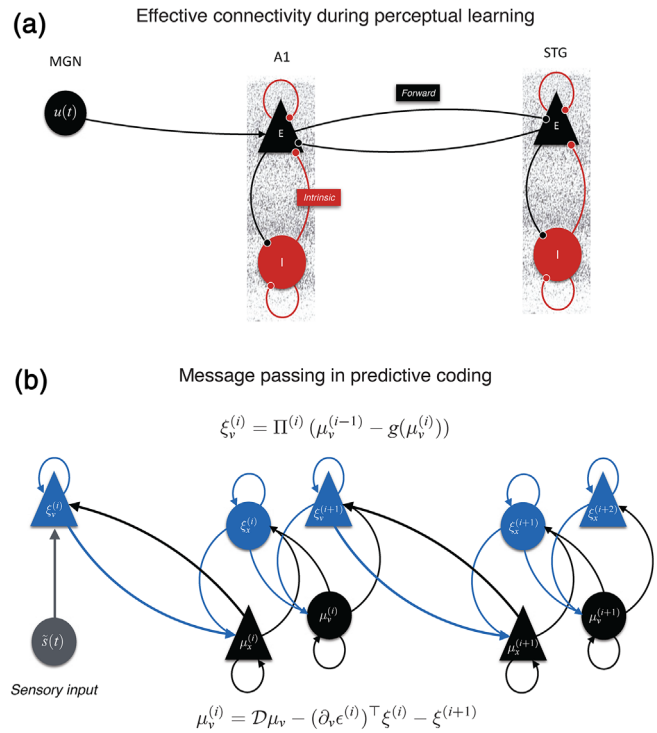 (a)
Effective connectivity during perceptual learning
MGN
A1
STG
u(t)
E
Forward
E
Intrinsic
I
I
(b)
Message passing in predictive coding
ξ_v^(i) = Π^(i) (μ_v^(i−1) − g(μ_v^(i)))
ξ_v^(i)
ξ_x^(i)
ξ_v^(i+1)
ξ_x^(i+1)
ξ_x^(i+2)
s̃(t)
μ_x^(i)
μ_v^(i)
μ_x^(i+1)
μ_v^(i+1)
Sensory input
μ_v^(i) = 𝒟μ_v − (∂_v ϵ^(i))^⊤ ξ^(i) − ξ^(i+1)